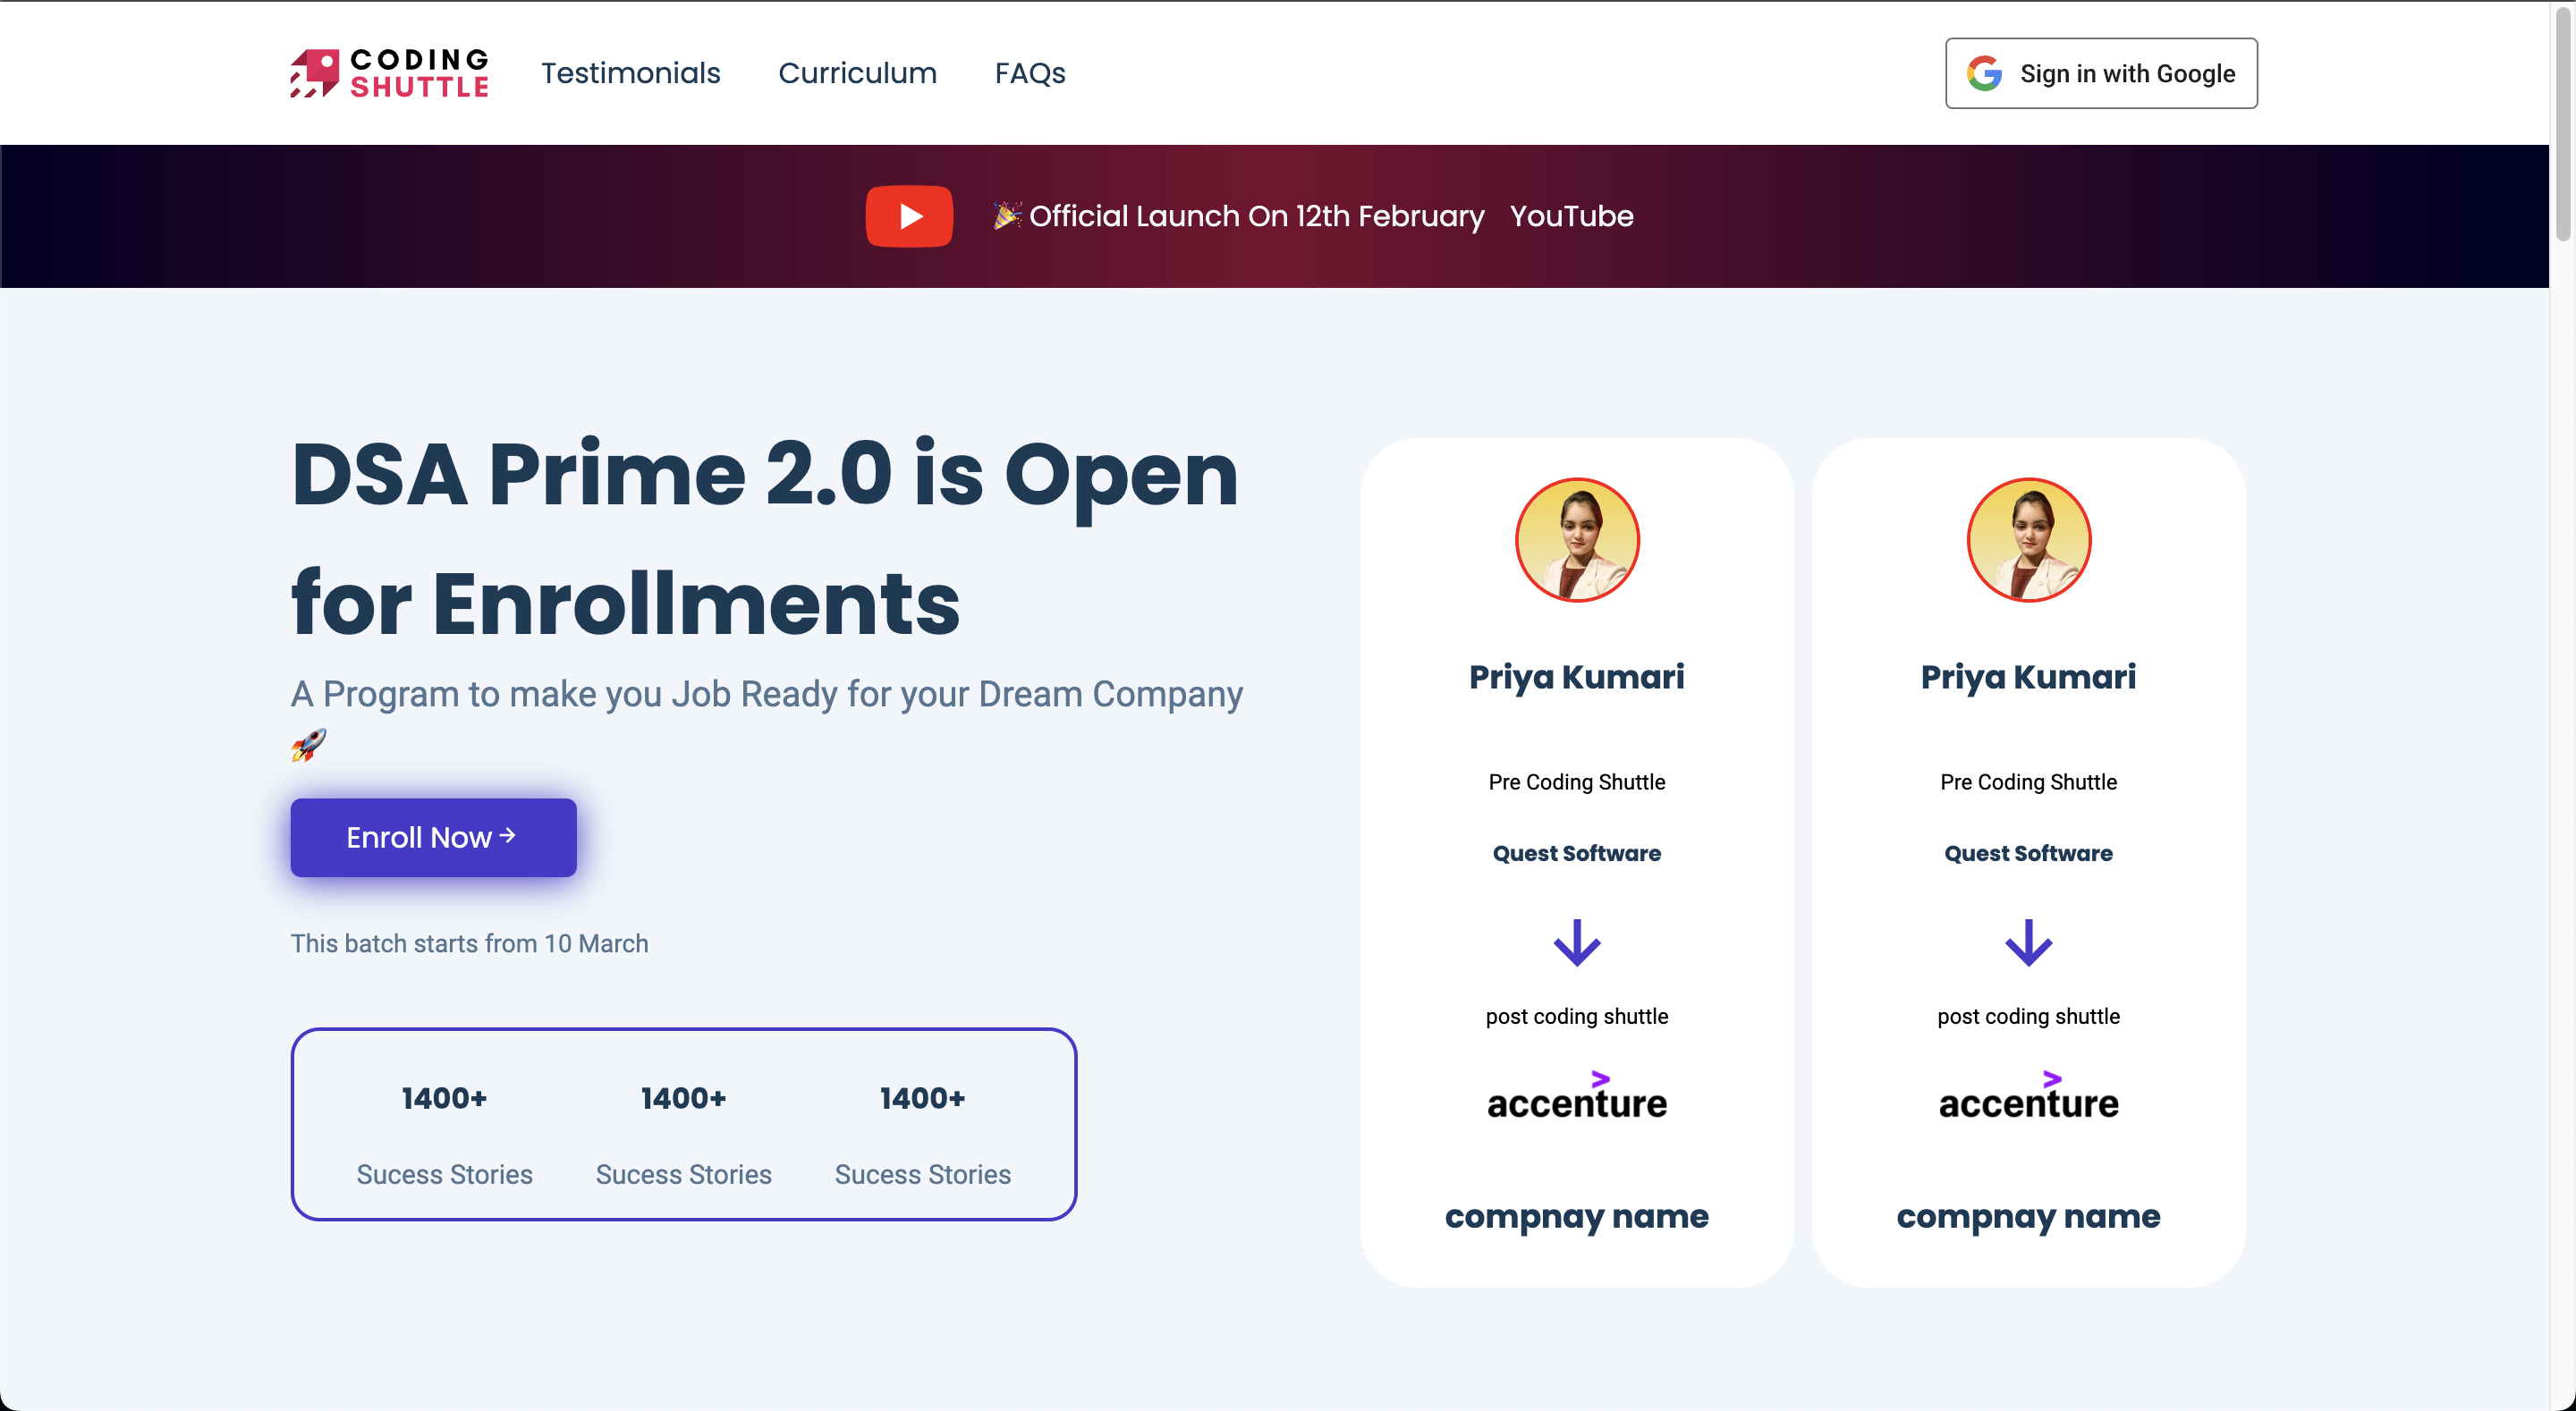 CODING
SHUTTLE
Testimonials
Curriculum
FAQs
Sign in with Google
🎉 Official Launch On 12th February YouTube
DSA Prime 2.0 is Open
for Enrollments
A Program to make you Job Ready for your Dream Company
🚀
Enroll Now →
This batch starts from 10 March
1400+
Sucess Stories
1400+
Sucess Stories
1400+
Sucess Stories
Priya Kumari
Pre Coding Shuttle
Quest Software
post coding shuttle
accenture
compnay name
Priya Kumari
Pre Coding Shuttle
Quest Software
post coding shuttle
accenture
compnay name